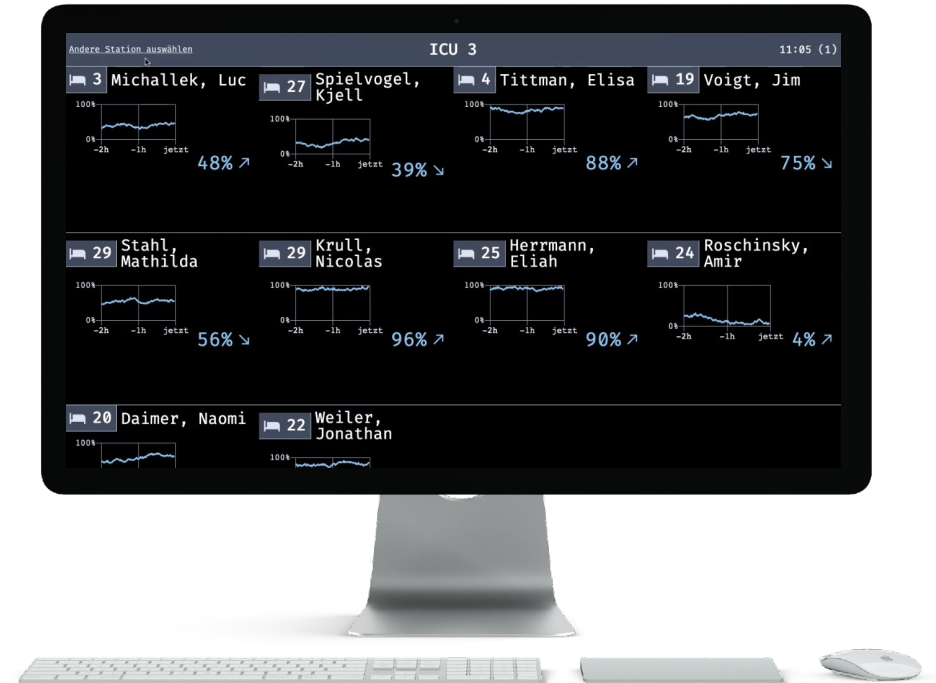 Andere Station auswählen
ICU 3
11:05 (1)
3 Michallek, Luc
100%
0%
-2h -1h jetzt
48% ↗
27 Spielvogel,
Kjell
100%
0%
-2h -1h jetzt
39% ↘
4 Tittman, Elisa
100%
0%
-2h -1h jetzt
88% ↗
19 Voigt, Jim
100%
0%
-2h -1h jetzt
75% ↘
29 Stahl,
Mathilda
100%
0%
-2h -1h jetzt
56% ↘
29 Krull,
Nicolas
100%
0%
-2h -1h jetzt
96% ↗
25 Herrmann,
Eliah
100%
0%
-2h -1h jetzt
90% ↗
24 Roschinsky,
Amir
100%
0%
-2h -1h jetzt
4% ↗
20 Daimer, Naomi
100%
22 Weiler,
Jonathan
100%